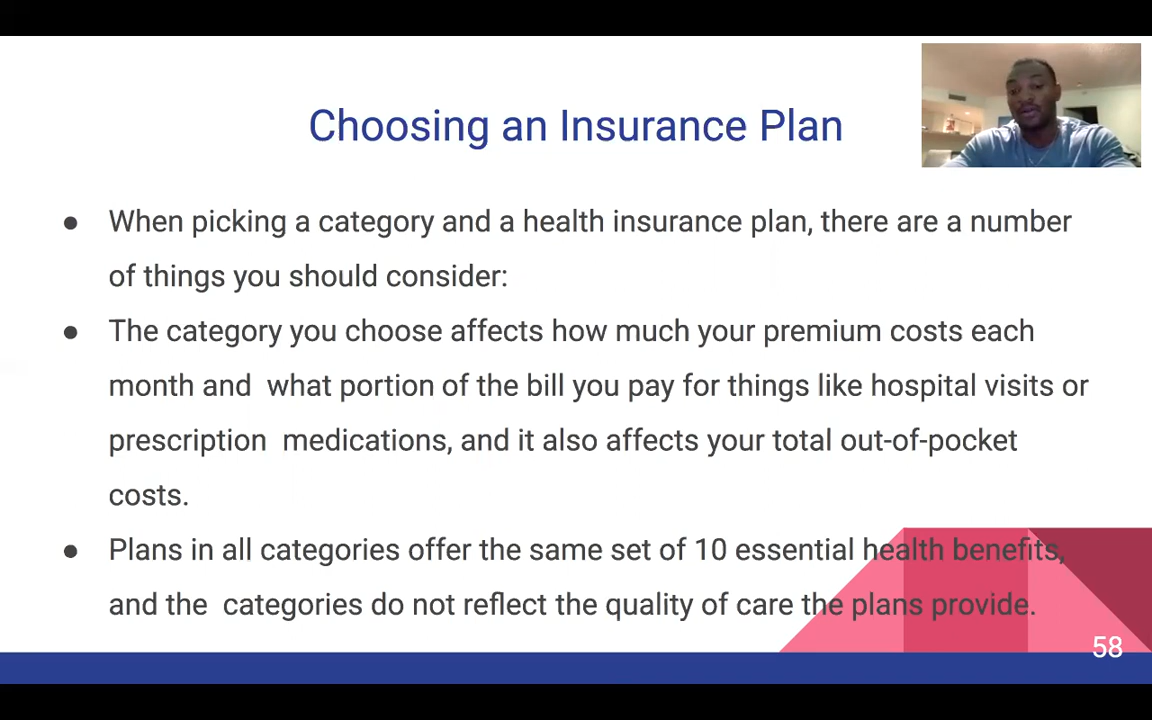 Choosing an Insurance Plan
● When picking a category and a health insurance plan, there are a number
of things you should consider:
● The category you choose affects how much your premium costs each
month and what portion of the bill you pay for things like hospital visits or
prescription medications, and it also affects your total out-of-pocket
costs.
● Plans in all categories offer the same set of 10 essential health benefits,
and the categories do not reflect the quality of care the plans provide.
58